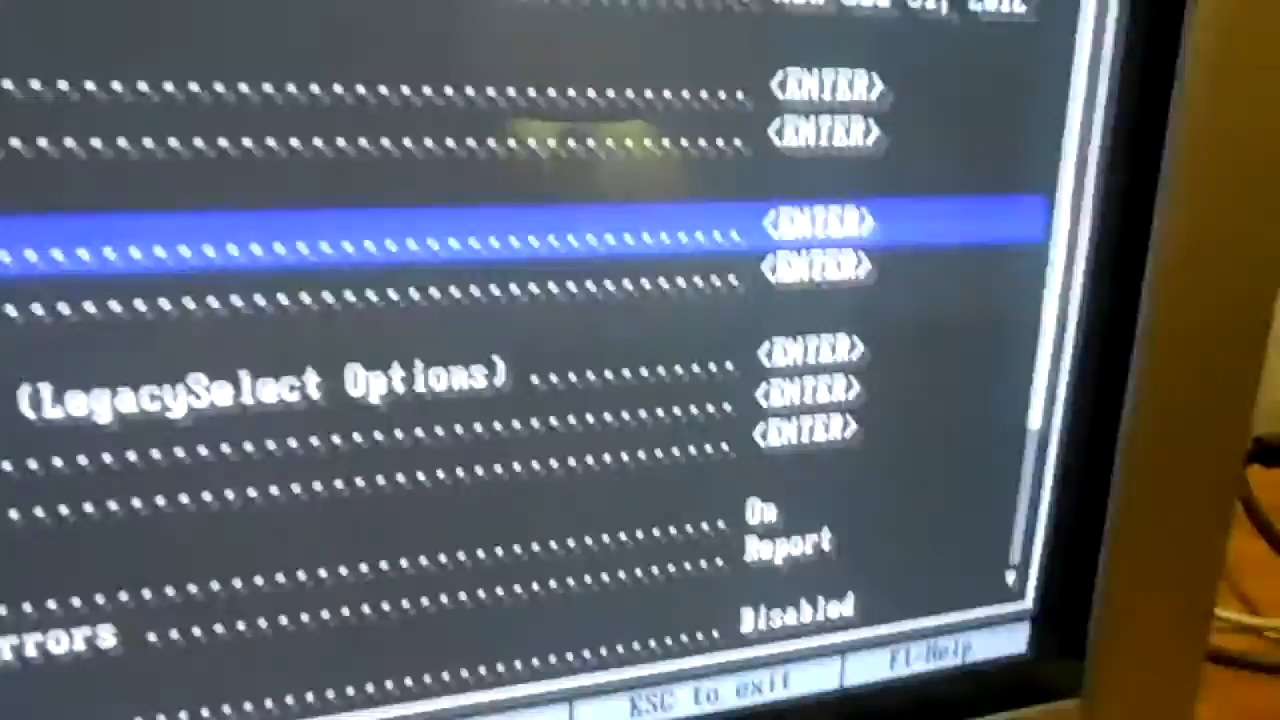 <ENTER>
<ENTER>
<ENTER>
<ENTER>
(LegacySelect Options) .............. <ENTER>
<ENTER>
<ENTER>
On
Report
rrors
Disabled
ESC to exit
F1-Help